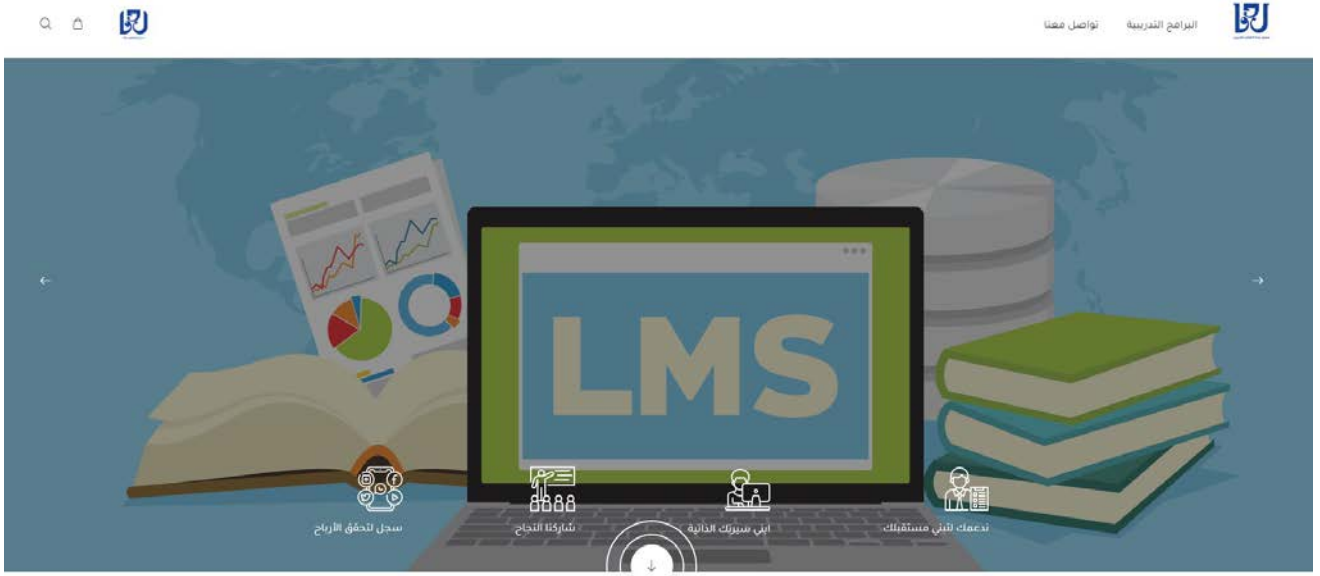 البرامج التدريبية
تواصل معنا
LMS
ندعمك لتبني مستقبلك
ابني سيرتك الذاتية
شاركنا النجاح
سجل لتحقق الأرباح